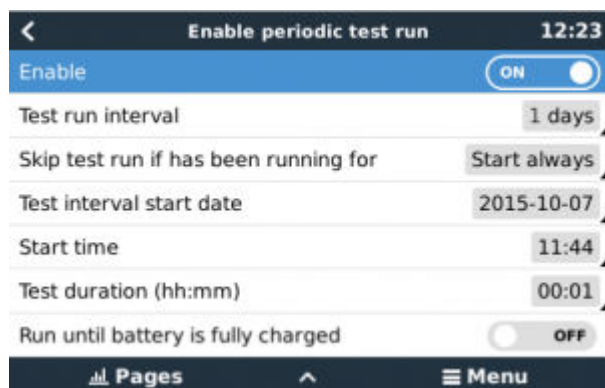 Enable periodic test run 12:23
Enable ON
Test run interval 1 days
Skip test run if has been running for Start always
Test interval start date 2015-10-07
Start time 11:44
Test duration (hh:mm) 00:01
Run until battery is fully charged OFF
Pages Menu